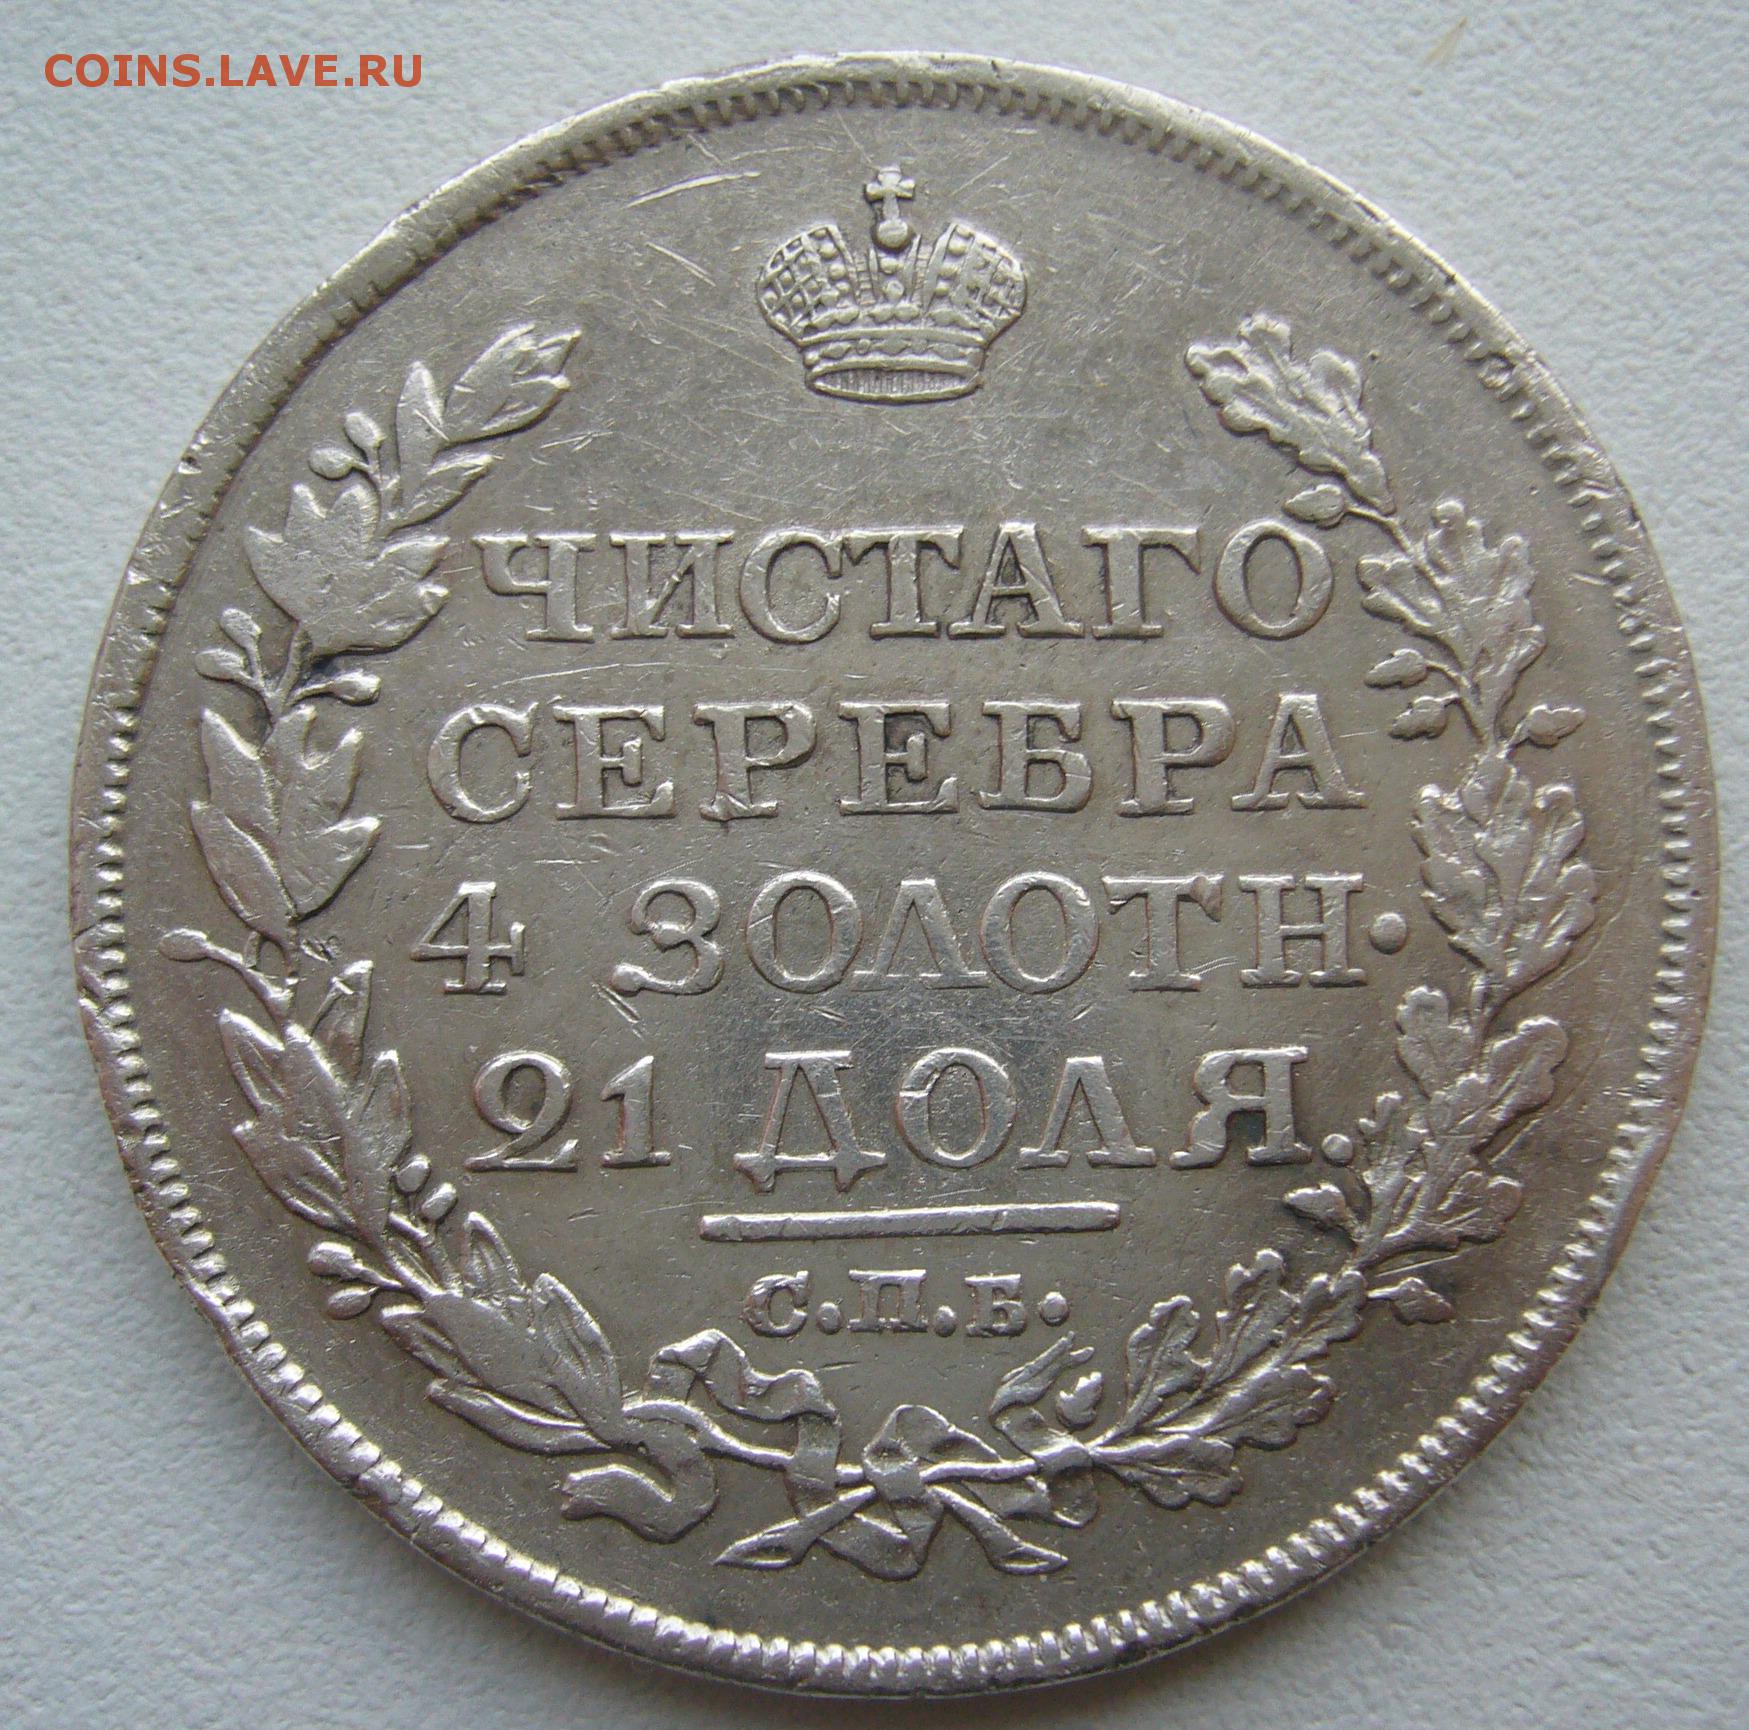 COINS.LAVE.RU
ЧИСТАГО
СЕРЕБРА
4 ЗОЛОТН·
21 ДОЛЯ.
С.П.Б·